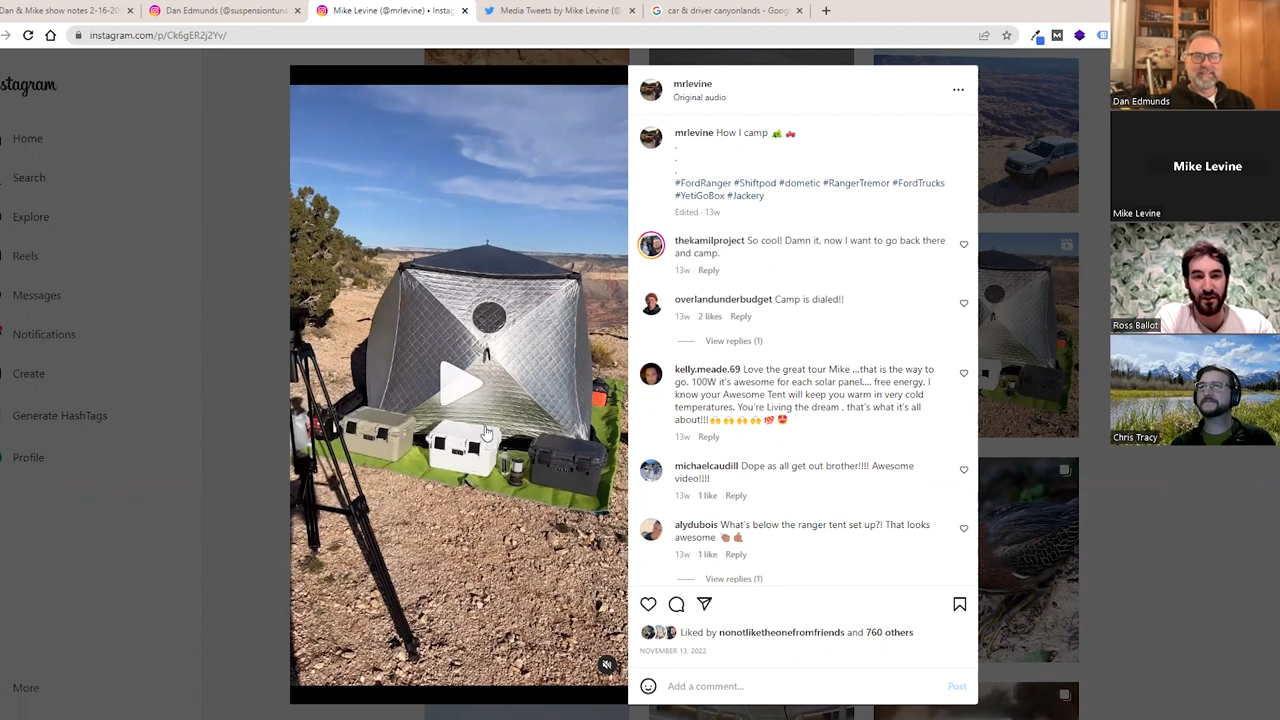 Dan & Mike show notes 2-16-20
Dan Edmunds (@suspensiontun
Mike Levine (@mrlevine) • Instag
Media Tweets by Mike Levine (@
car & driver canyonlands - Goog
instagram.com/p/Ck6gER2j2Yv/
nstagram
Home
Search
Explore
Reels
Messages
Notifications
Create
Generate HashTags
Profile
More
mrlevine
Original audio
mrlevine How I camp
.
.
.
#FordRanger #Shiftpod #dometic #RangerTremor #FordTrucks
#YetiGoBox #Jackery
Edited · 13w
thekamilproject So cool! Damn it, now I want to go back there
and camp.
13w Reply
overlandunderbudget Camp is dialed!!
13w 2 likes Reply
View replies (1)
kelly.meade.69 Love the great tour Mike ...that is the way to
go. 100W it's awesome for each solar panel.... free energy. I
know your Awesome Tent will keep you warm in very cold
temperatures. You're Living the dream , that's what it's all
about!!!
13w Reply
michaelcaudill Dope as all get out brother!!!! Awesome
video!!!!
13w 1 like Reply
alydubois What's below the ranger tent set up?! That looks
awesome
13w 1 like Reply
View replies (1)
Liked by nonotliketheonefromfriends and 760 others
NOVEMBER 13, 2022
Add a comment...
Post
Dan Edmunds
Mike Levine
Mike Levine
Ross Ballot
Chris Tracy